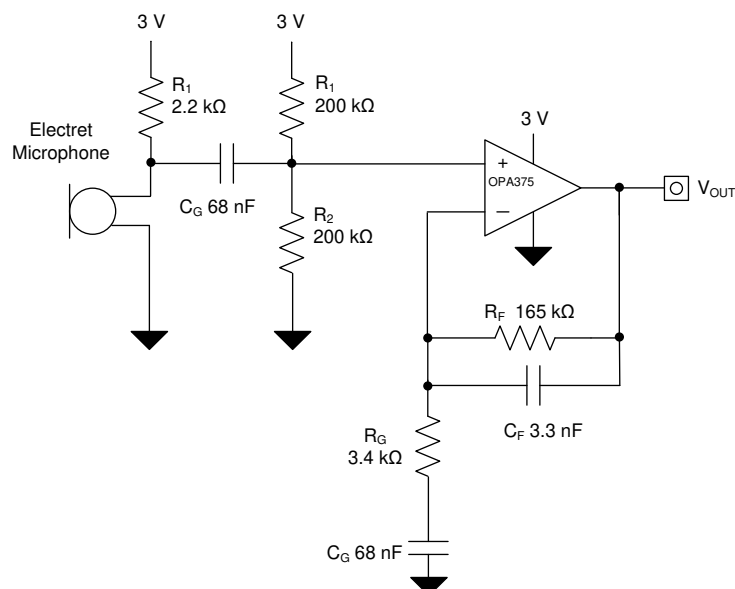 3 V
3 V
R1
2.2 kΩ
R1
200 kΩ
Electret
Microphone
3 V
+
OPA375
−
VOUT
CG 68 nF
R2
200 kΩ
RF 165 kΩ
CF 3.3 nF
RG
3.4 kΩ
CG 68 nF